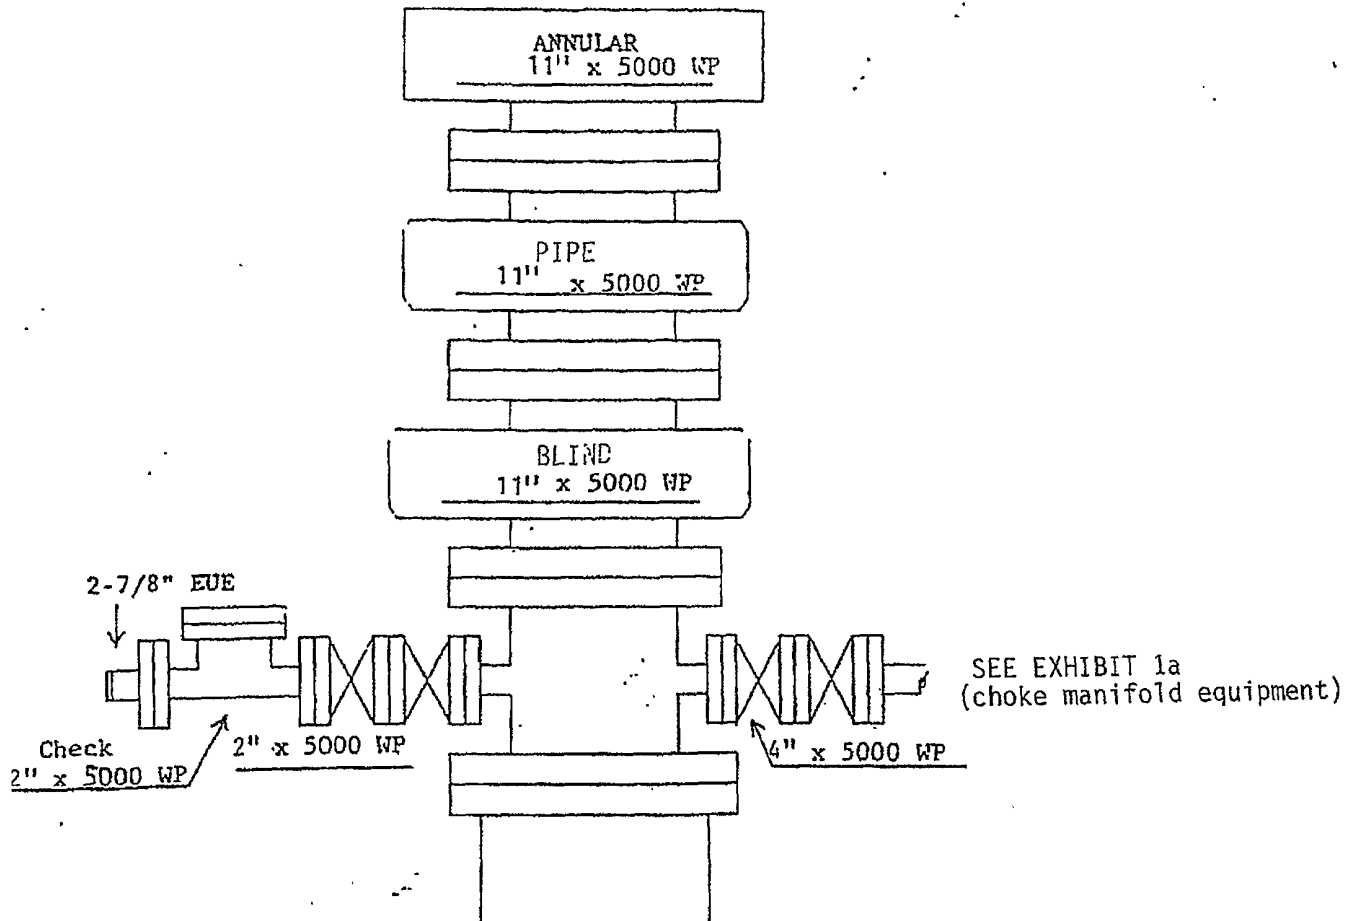 ANNULAR
11" x 5000 WP
PIPE
11" x 5000 WP
BLIND
11" x 5000 WP
2-7/8" EUE
SEE EXHIBIT 1a
(choke manifold equipment)
Check
2" x 5000 WP
2" x 5000 WP
4" x 5000 WP